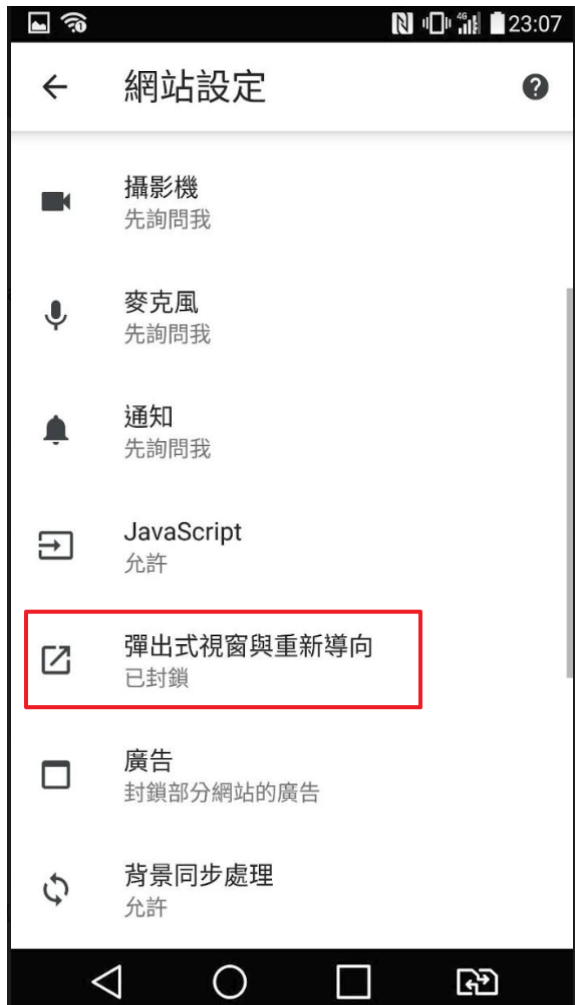 4G
23:07
網站設定
攝影機
先詢問我
麥克風
先詢問我
通知
先詢問我
JavaScript
允許
彈出式視窗與重新導向
已封鎖
廣告
封鎖部分網站的廣告
背景同步處理
允許